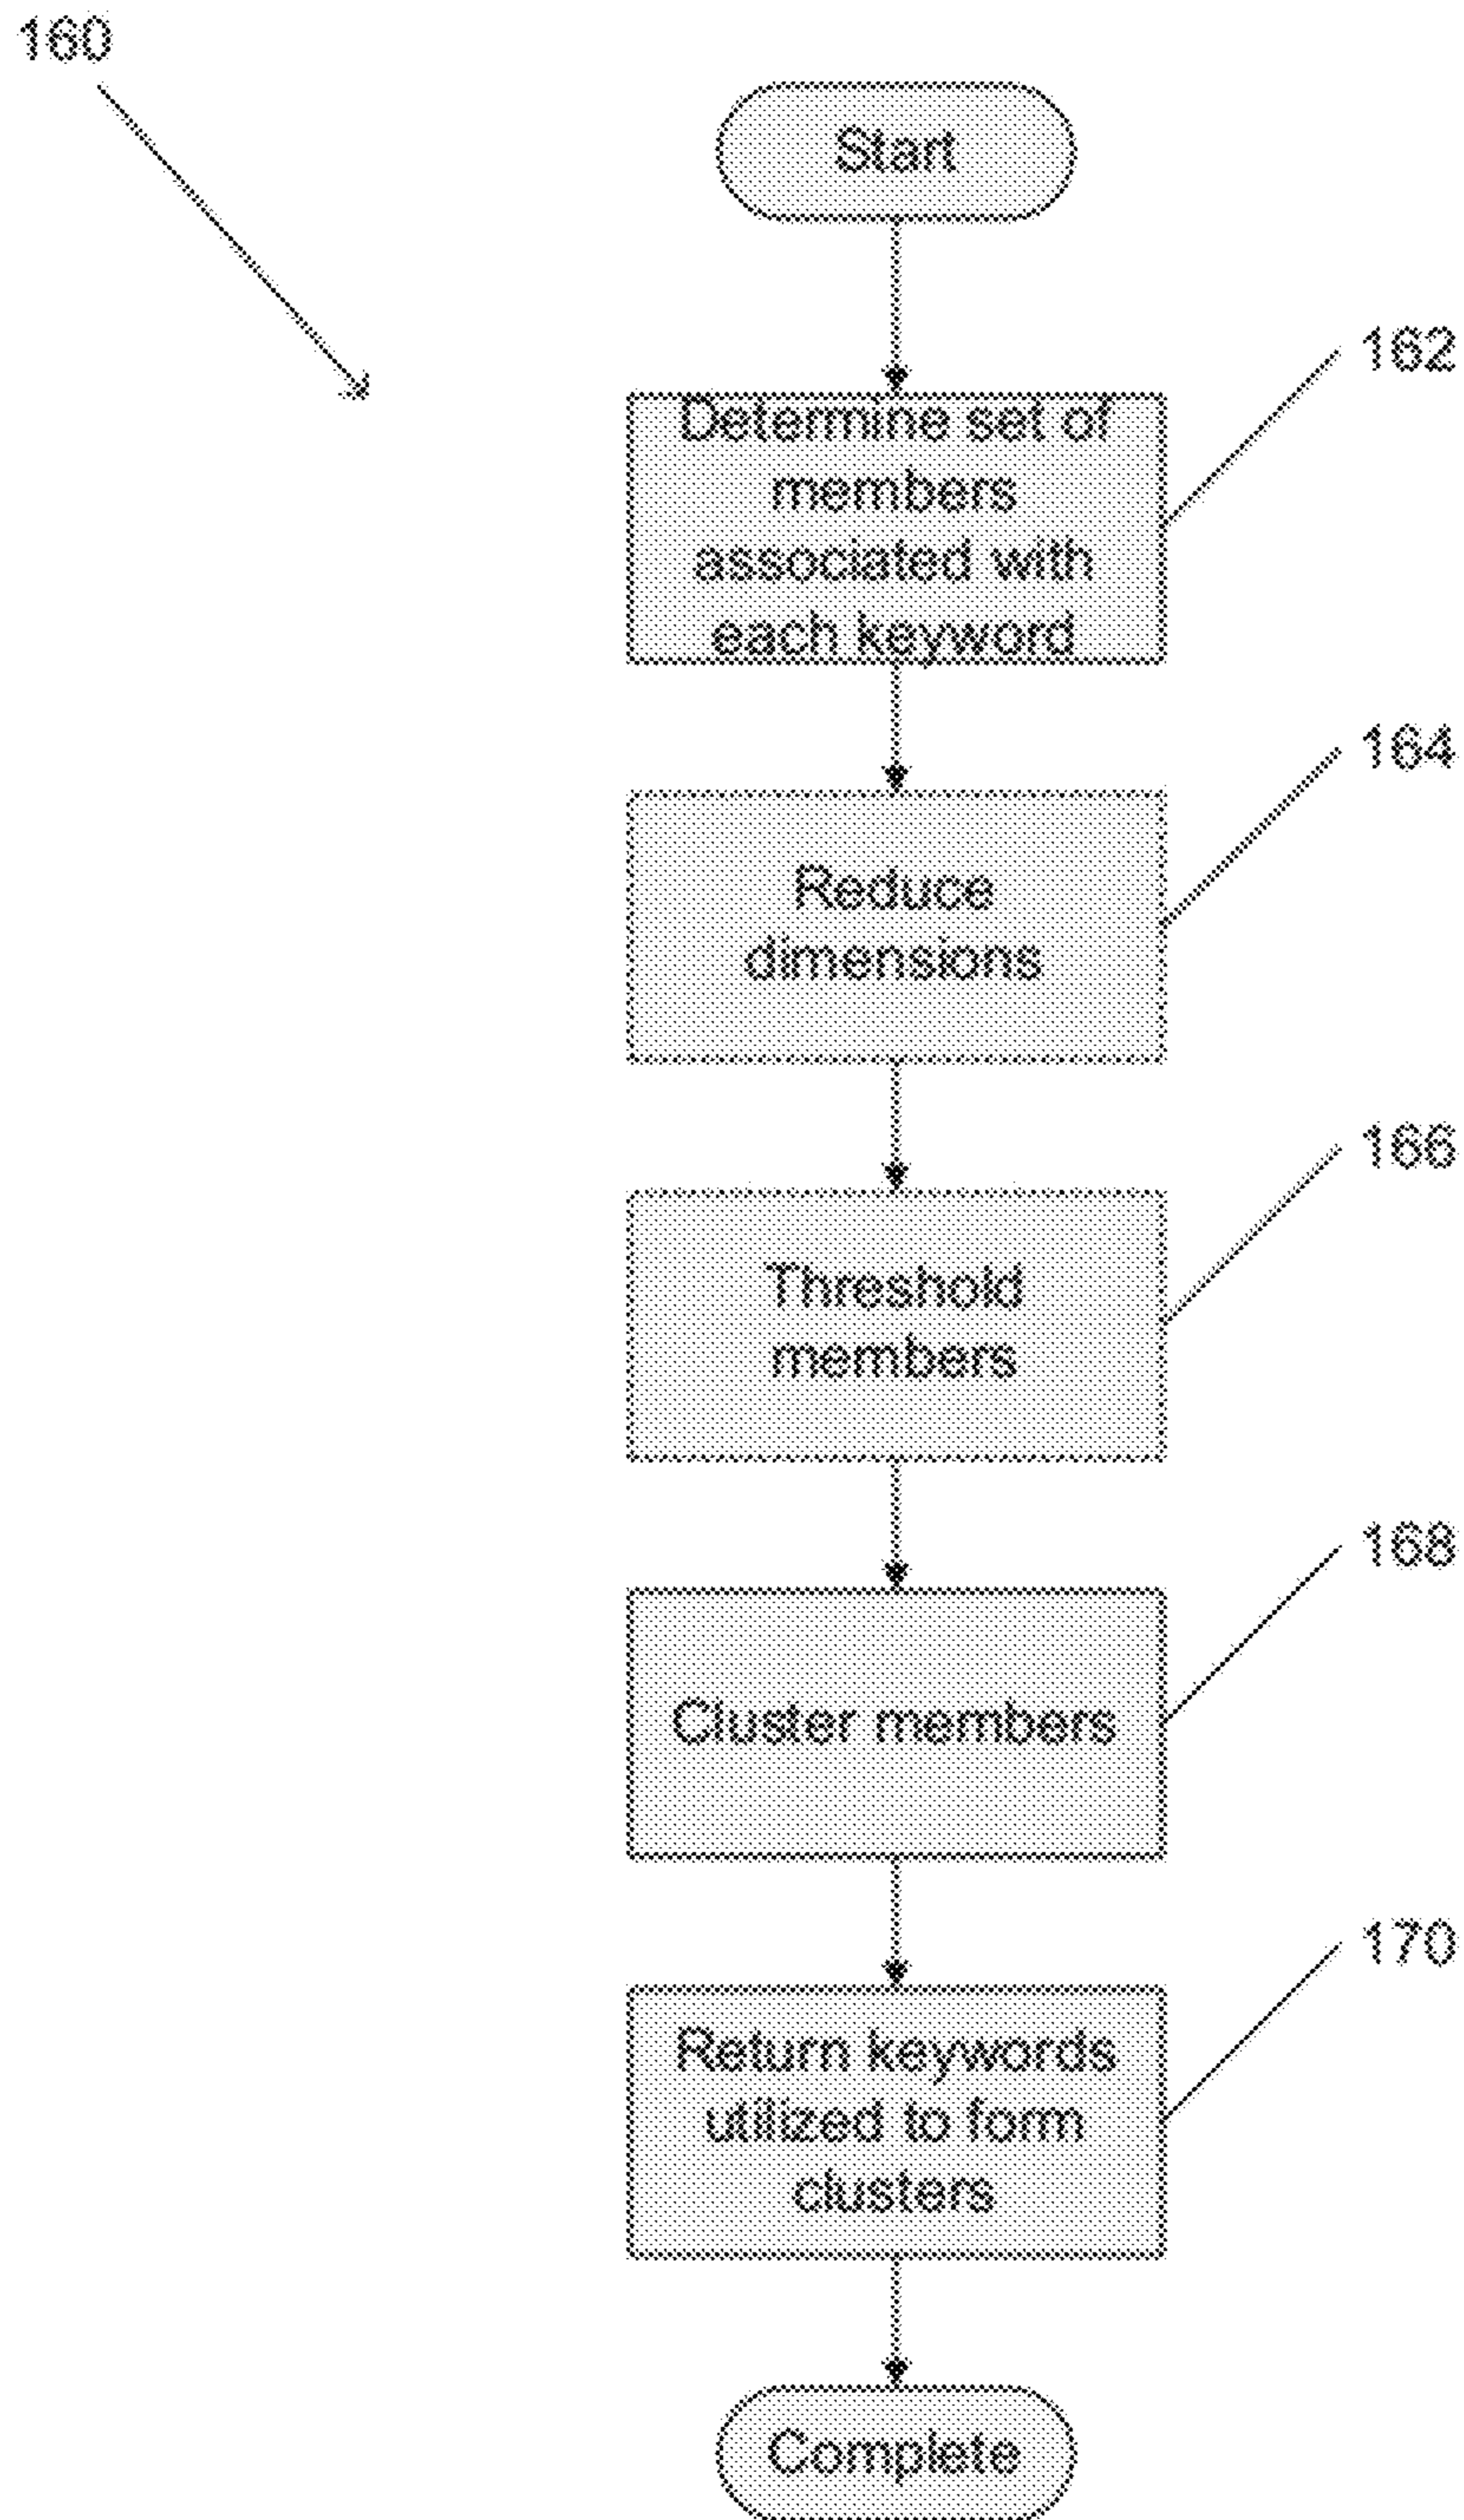 160
Start
162
Determine set of
members
associated with
each keyword
164
Reduce
dimensions
166
Threshold
members
168
Cluster members
170
Return keywords
utilized to form
clusters
Complete